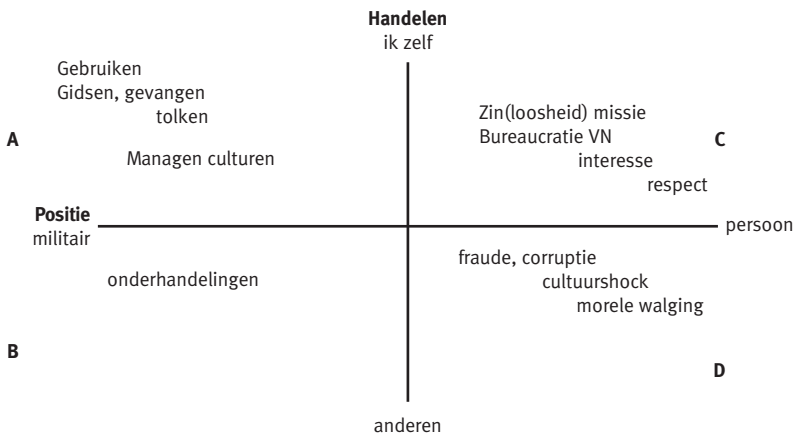 Handelen
ik zelf
Gebruiken
Gidsen, gevangen
tolken
Managen culturen
A
Zin(loosheid) missie
Bureaucratie VN
interesse
respect
C
Positie
militair
persoon
onderhandelingen
fraude, corruptie
cultuurshock
morele walging
B
D
anderen